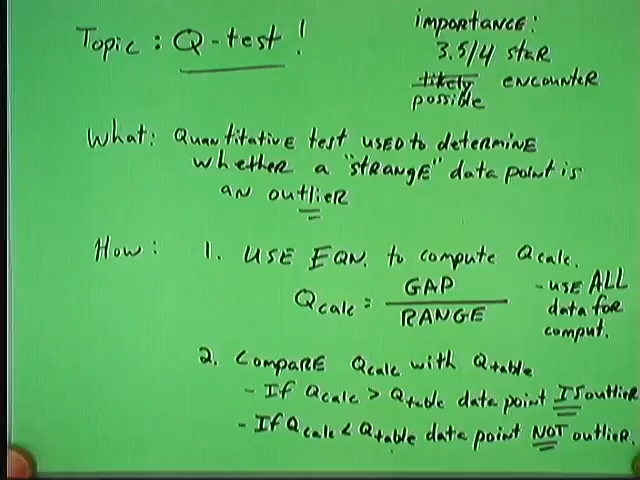 Topic: Q-test!
importance:
3.5/4 star
likely encounter
possible
What: Quantitative test used to determine
whether a "strange" data point is
an outlier
How: 1. USE EQN. to compute Qcalc.
Qcalc = GAP / RANGE
- USE ALL
data for
comput.
2. Compare Qcalc with Qtable
- If Qcalc > Qtable data point IS outlier
- If Qcalc < Qtable data point NOT outlier.